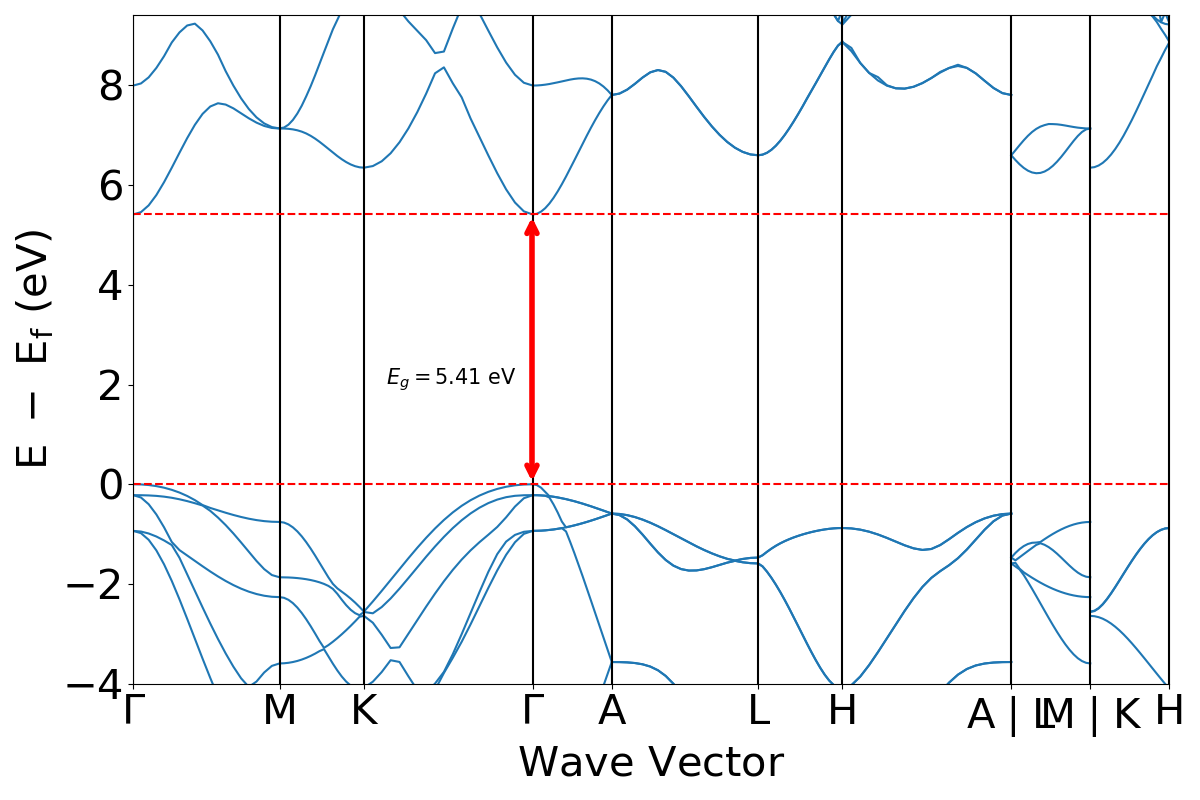 E − E_f (eV)
8
6
4
2
0
−2
−4
E_g = 5.41 eV
Γ M K Γ A L H A | L M | K H
Wave Vector